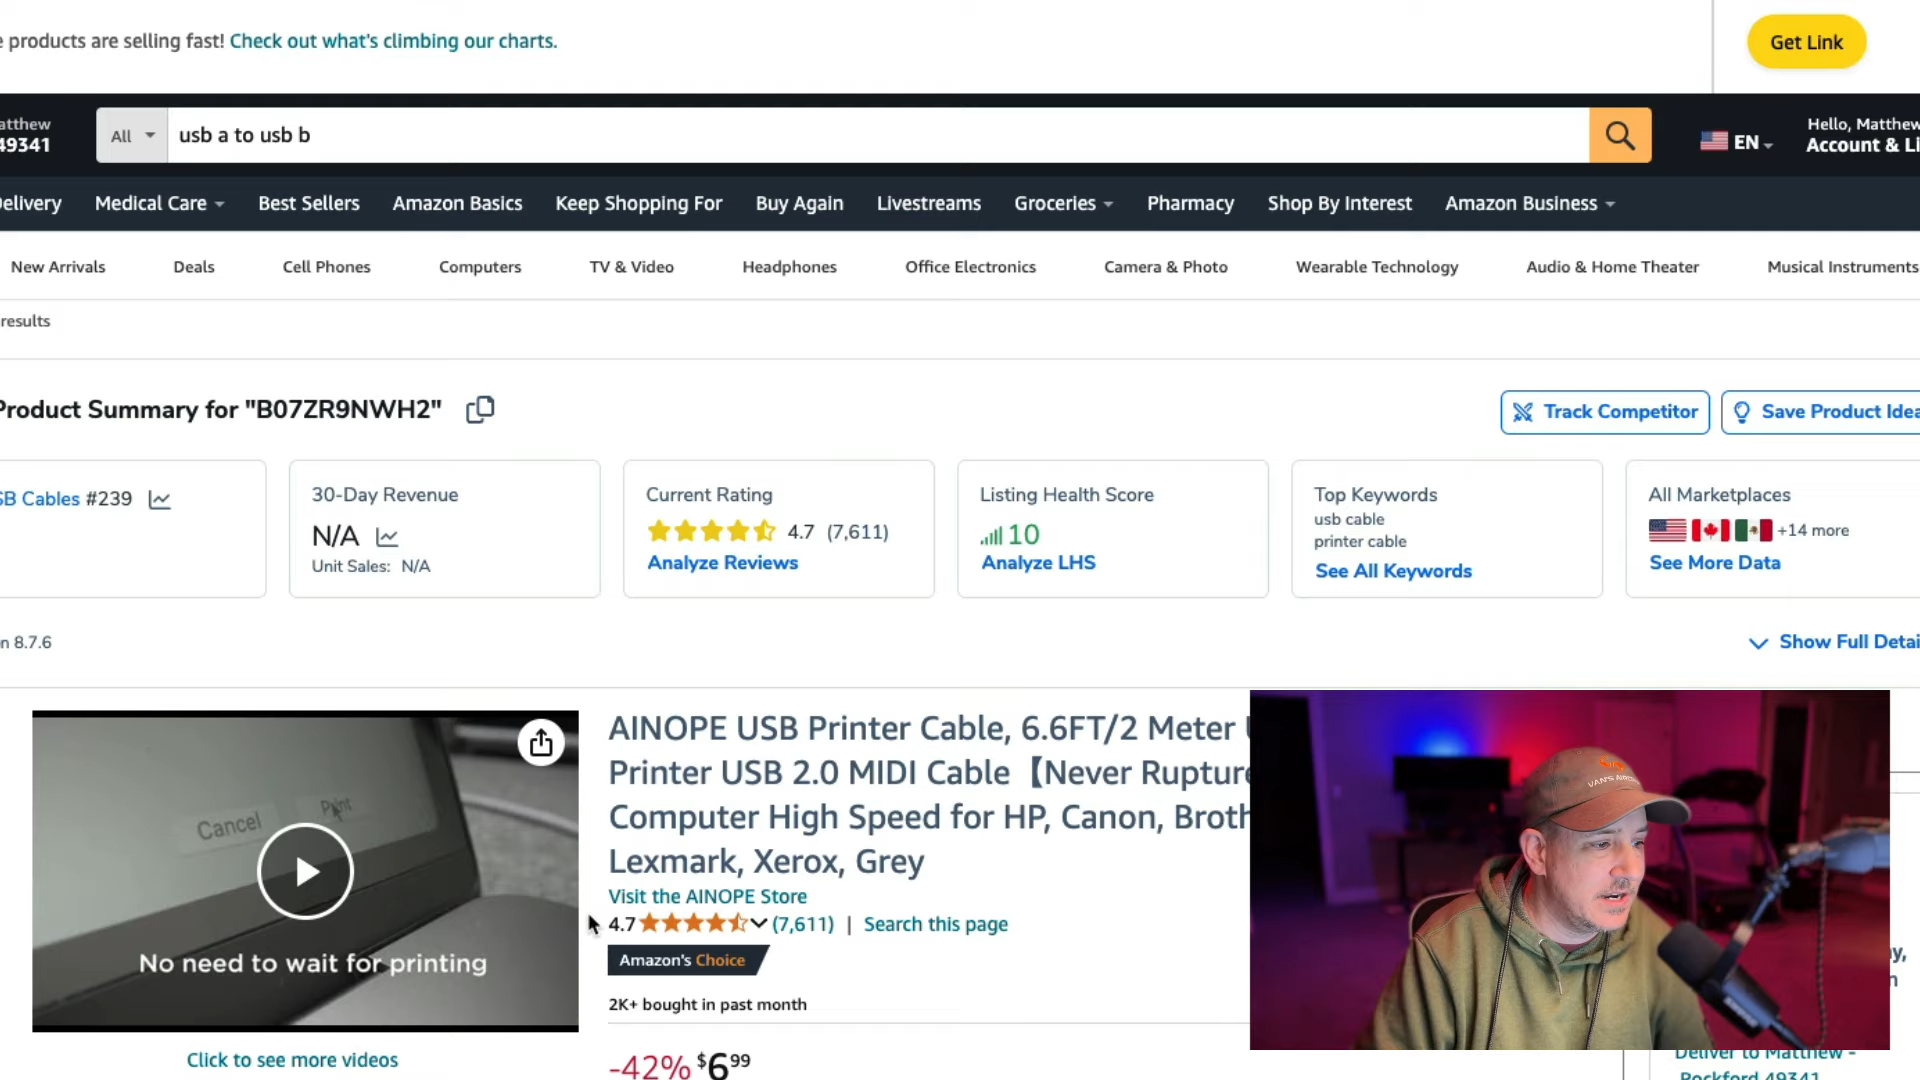 e products are selling fast! Check out what's climbing our charts.
Get Link
atthew
49341
All
usb a to usb b
EN
Hello, Matthew
Account & Li
Delivery
Medical Care
Best Sellers
Amazon Basics
Keep Shopping For
Buy Again
Livestreams
Groceries
Pharmacy
Shop By Interest
Amazon Business
New Arrivals
Deals
Cell Phones
Computers
TV & Video
Headphones
Office Electronics
Camera & Photo
Wearable Technology
Audio & Home Theater
Musical Instruments
results
Product Summary for "B07ZR9NWH2"
Track Competitor
Save Product Idea
SB Cables #239
30-Day Revenue
N/A
Unit Sales: N/A
Current Rating
4.7 (7,611)
Analyze Reviews
Listing Health Score
10
Analyze LHS
Top Keywords
usb cable
printer cable
See All Keywords
All Marketplaces
+14 more
See More Data
n 8.7.6
Show Full Detai
Cancel
Print
No need to wait for printing
Click to see more videos
AINOPE USB Printer Cable, 6.6FT/2 Meter U
Printer USB 2.0 MIDI Cable【Never Rupture
Computer High Speed for HP, Canon, Broth
Lexmark, Xerox, Grey
Visit the AINOPE Store
4.7 (7,611) | Search this page
Amazon's Choice
2K+ bought in past month
-42% $6 99
VAN'S
y,
n
Deliver to Matthew -
Rockford 49341